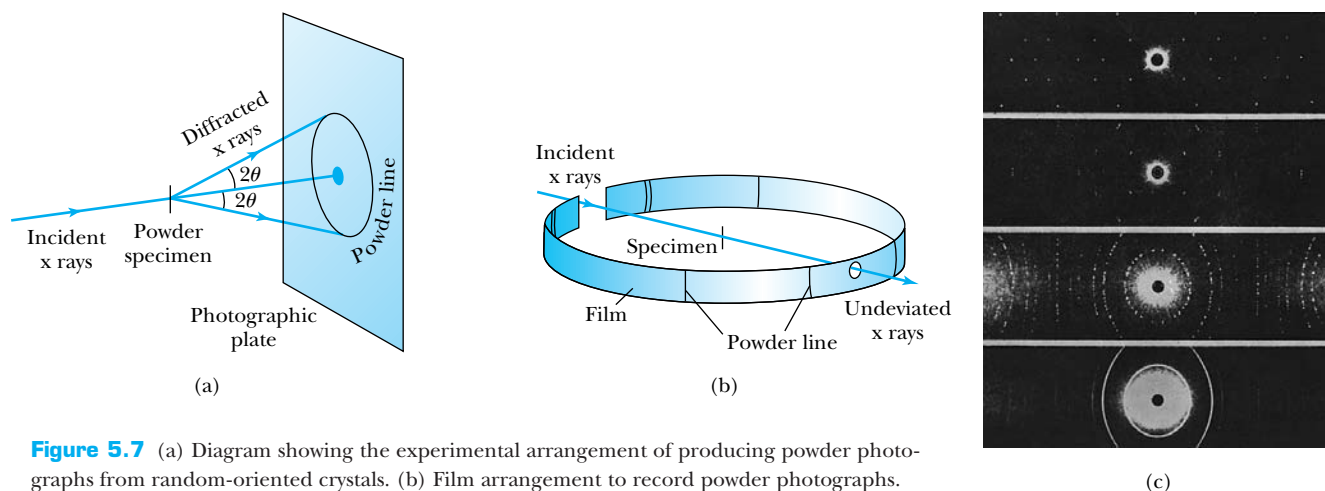 Diffracted
x rays
2θ
2θ
Powder line
Incident
x rays
Powder
specimen
Photographic
plate
(a)
Incident
x rays
Specimen
Film
Powder line
Undeviated
x rays
(b)
(c)
Figure 5.7 (a) Diagram showing the experimental arrangement of producing powder photo-
graphs from random-oriented crystals. (b) Film arrangement to record powder photographs.